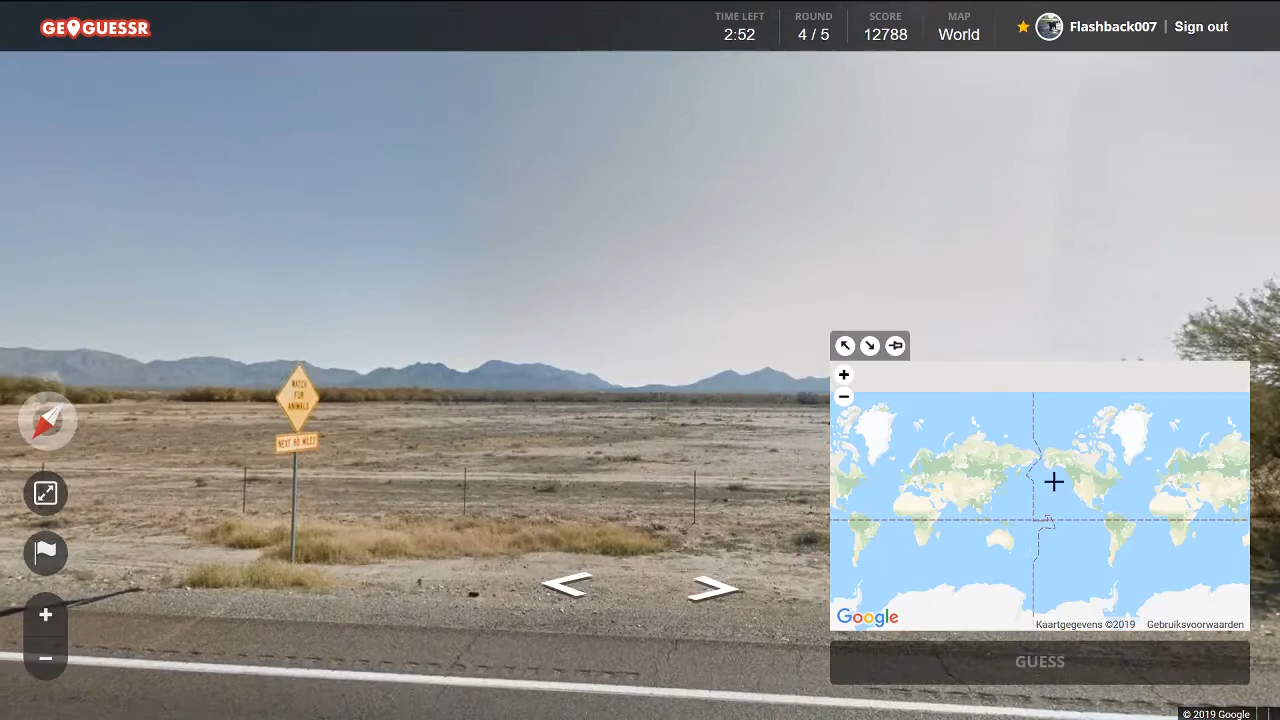 GEOGUESSR
TIME LEFT
2:52
ROUND
4 / 5
SCORE
12788
MAP
World
Flashback007 | Sign out
WATCH
FOR
ANIMALS
NEXT 60 MILES
Google
Kaartgegevens ©2019 Gebruiksvoorwaarden
GUESS
© 2019 Google